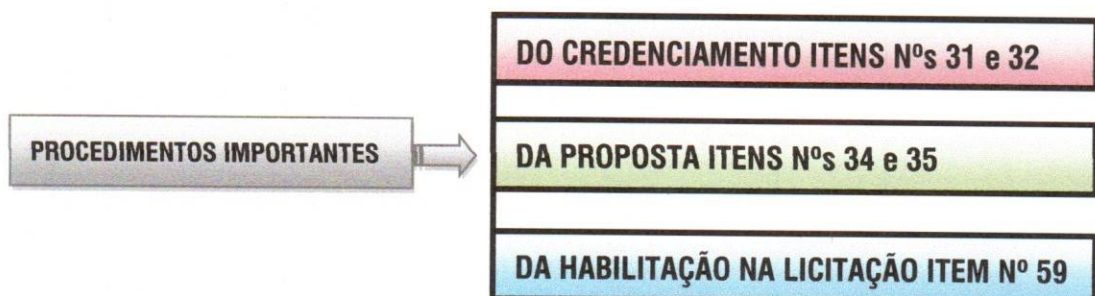 PROCEDIMENTOS IMPORTANTES
DO CREDENCIAMENTO ITENS Nºs 31 e 32
DA PROPOSTA ITENS Nºs 34 e 35
DA HABILITAÇÃO NA LICITAÇÃO ITEM Nº 59